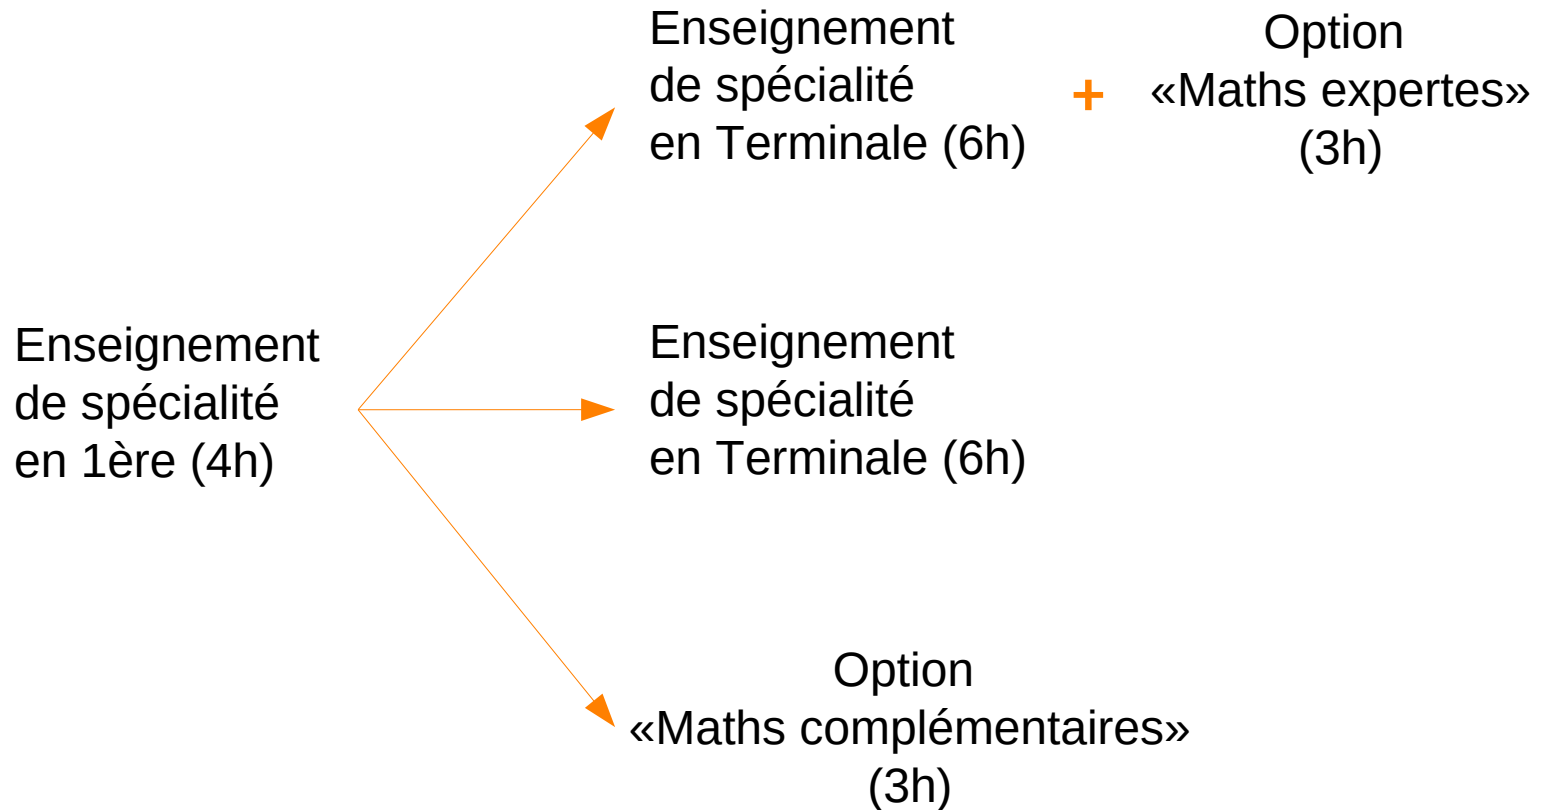 Enseignement
de spécialité
en 1ère (4h)
Enseignement
de spécialité
en Terminale (6h)
+
Option
«Maths expertes»
(3h)
Enseignement
de spécialité
en Terminale (6h)
Option
«Maths complémentaires»
(3h)